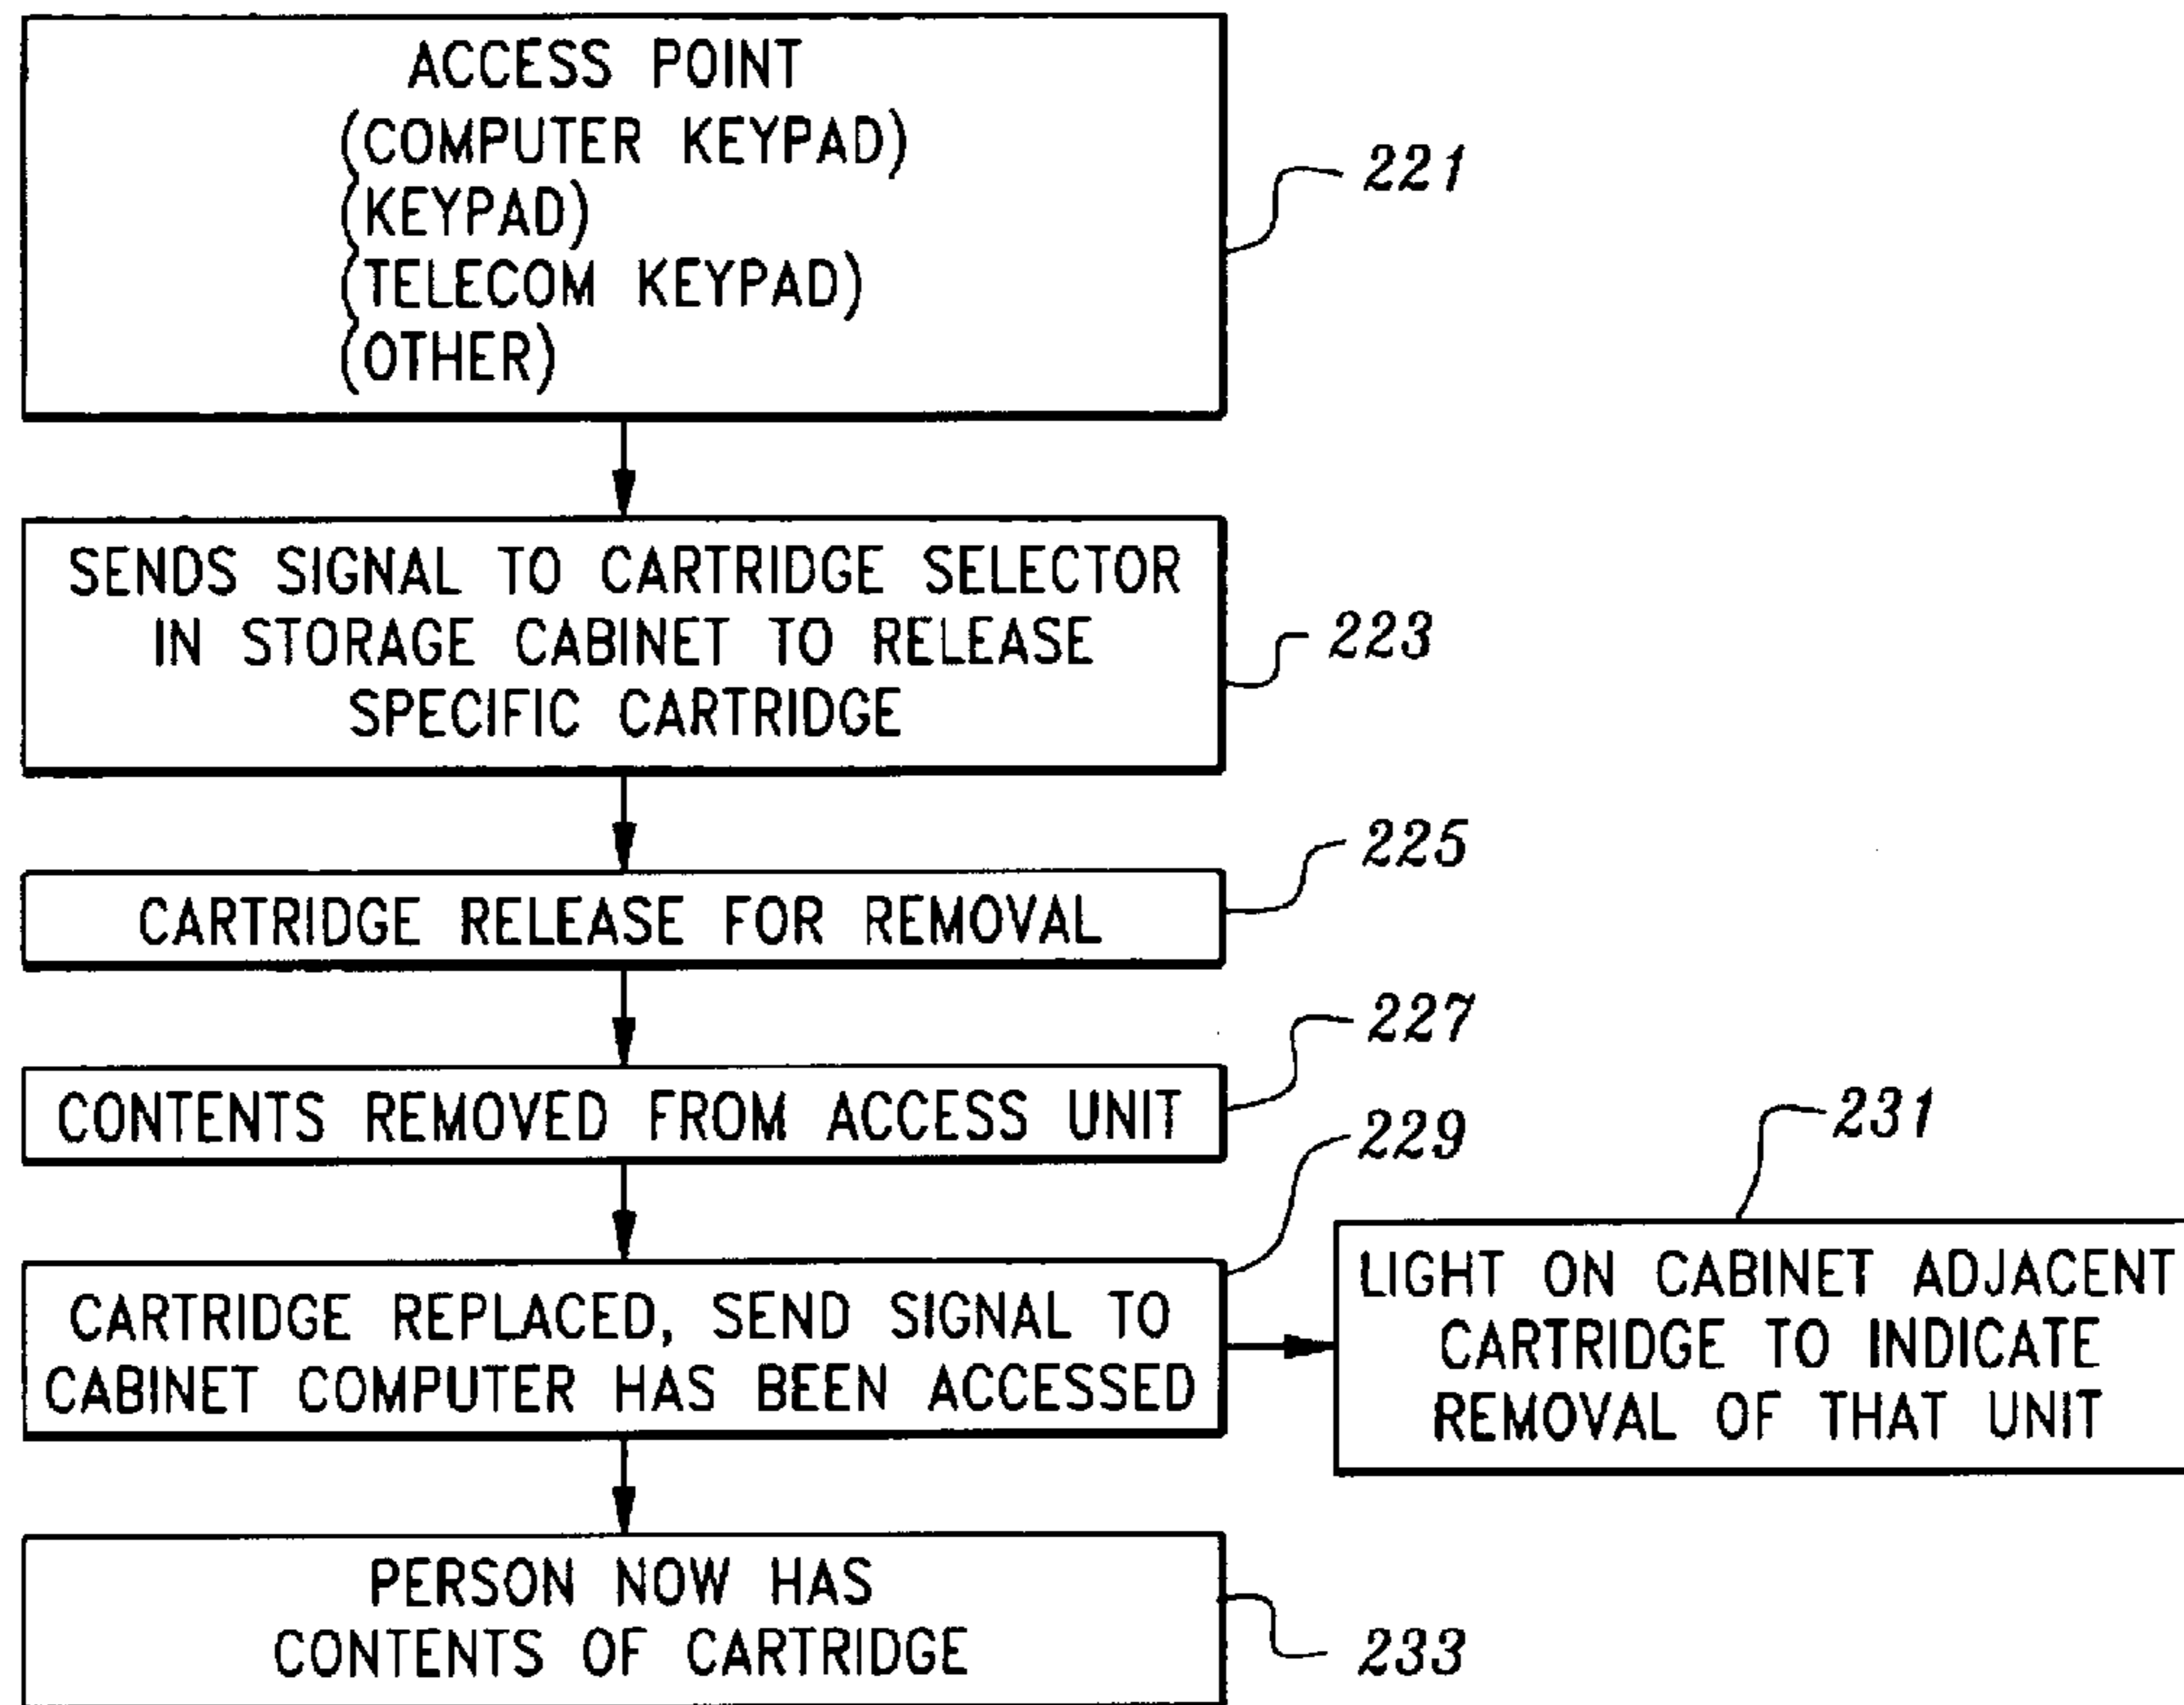 ACCESS POINT
(COMPUTER KEYPAD)
(KEYPAD)
(TELECOM KEYPAD)
(OTHER)
221
SENDS SIGNAL TO CARTRIDGE SELECTOR
IN STORAGE CABINET TO RELEASE
SPECIFIC CARTRIDGE
223
CARTRIDGE RELEASE FOR REMOVAL
225
CONTENTS REMOVED FROM ACCESS UNIT
227
CARTRIDGE REPLACED, SEND SIGNAL TO
CABINET COMPUTER HAS BEEN ACCESSED
229
LIGHT ON CABINET ADJACENT
CARTRIDGE TO INDICATE
REMOVAL OF THAT UNIT
231
PERSON NOW HAS
CONTENTS OF CARTRIDGE
233